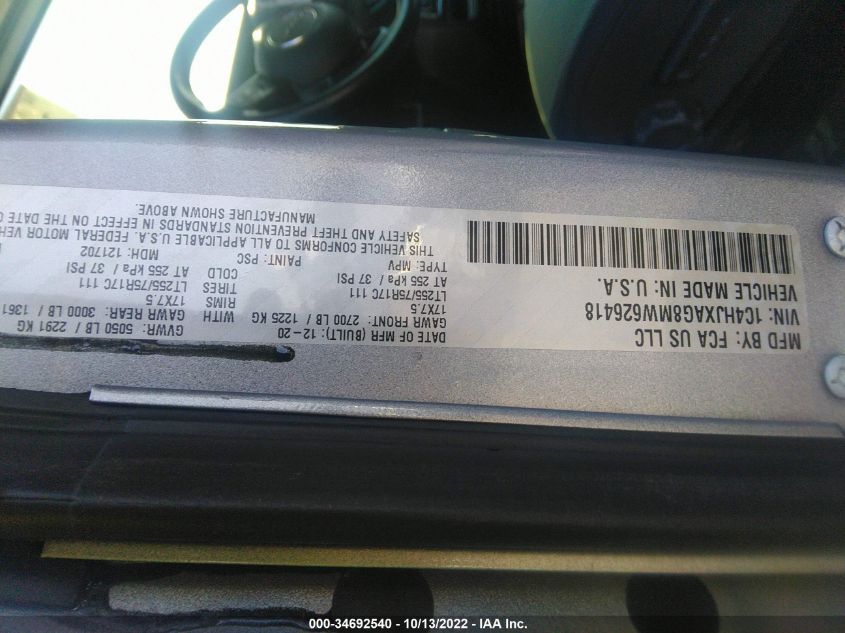 MFD BY: FCA US LLC
VIN: 1C4HJXAG8MW626418
VEHICLE MADE IN: U.S.A.
DATE OF MFR (BUILT): 12-20
GVWR: 5050 LB / 2291 KG
GAWR FRONT: 2700 LB / 1225 KG WITH
GAWR REAR: 3000 LB / 1361
17X7.5 RIMS 17X7.5
LT255/75R17C 111 TIRES LT255/75R17C 111
AT 255 kPa / 37 PSI COLD AT 255 kPa / 37 PSI
TYPE: MPV PAINT: PSC MDH: 121702
THIS VEHICLE CONFORMS TO ALL APPLICABLE U.S.A. FEDERAL MOTOR VEH
SAFETY AND THEFT PREVENTION STANDARDS IN EFFECT ON THE DATE O
MANUFACTURE SHOWN ABOVE.
000-34692540 - 10/13/2022 - IAA Inc.